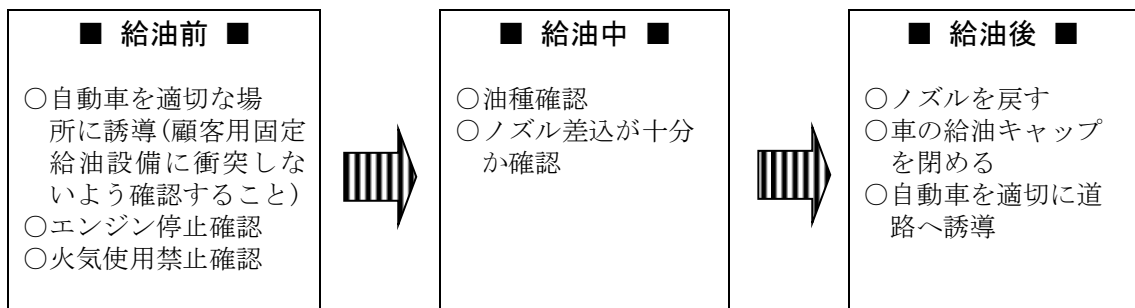 ■ 給油前 ■
○自動車を適切な場
所に誘導(顧客用固定
給油設備に衝突しな
いよう確認すること)
○エンジン停止確認
○火気使用禁止確認
■ 給油中 ■
○油種確認
○ノズル差込が十分
か確認
■ 給油後 ■
○ノズルを戻す
○車の給油キャップ
を閉める
○自動車を適切に道
路へ誘導